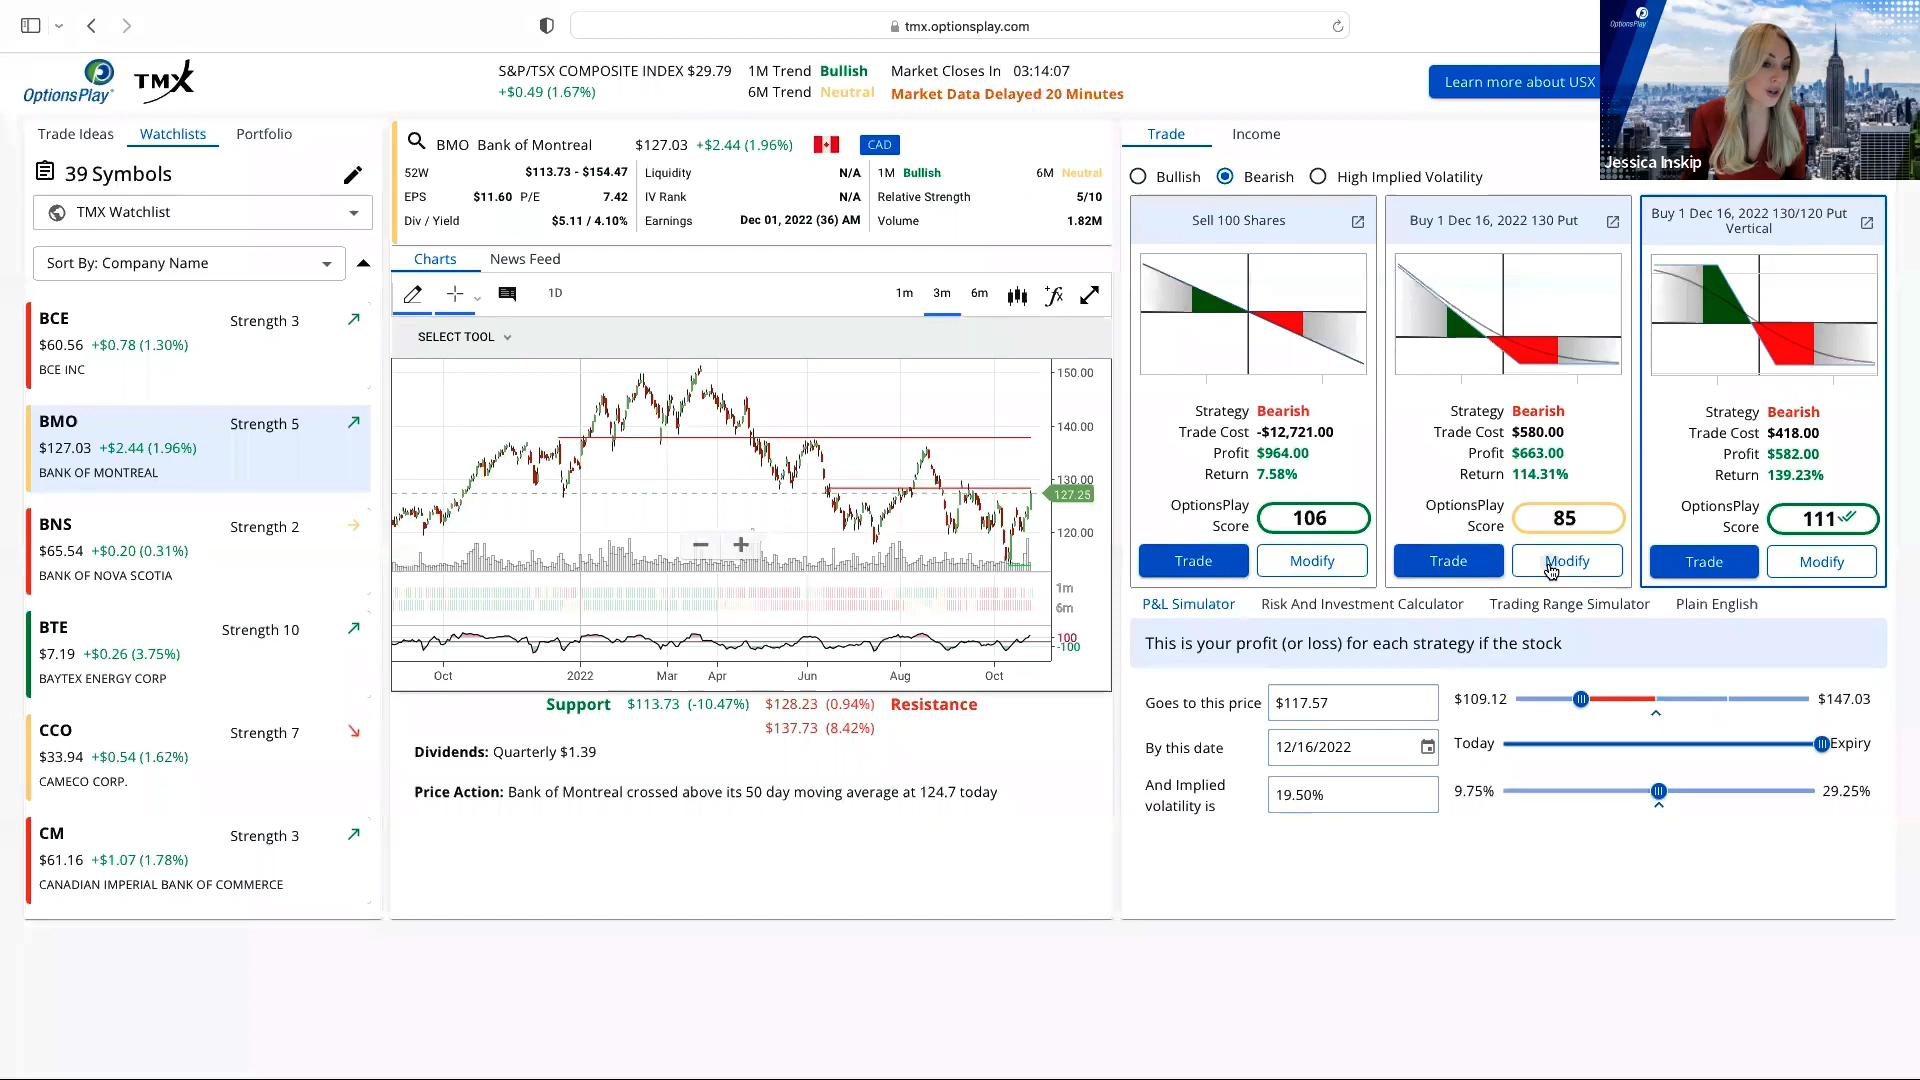 tmx.optionsplay.com
OptionsPlay
TMX
S&P/TSX COMPOSITE INDEX $29.79
+$0.49 (1.67%)
1M Trend Bullish
6M Trend Neutral
Market Closes In 03:14:07
Market Data Delayed 20 Minutes
Learn more about USX
OptionsPlay
Jessica Inskip
Trade Ideas
Watchlists
Portfolio
39 Symbols
TMX Watchlist
Sort By: Company Name
BCE
Strength 3
$60.56 +$0.78 (1.30%)
BCE INC
BMO
Strength 5
$127.03 +$2.44 (1.96%)
BANK OF MONTREAL
BNS
Strength 2
$65.54 +$0.20 (0.31%)
BANK OF NOVA SCOTIA
BTE
Strength 10
$7.19 +$0.26 (3.75%)
BAYTEX ENERGY CORP
CCO
Strength 7
$33.94 +$0.54 (1.62%)
CAMECO CORP.
CM
Strength 3
$61.16 +$1.07 (1.78%)
CANADIAN IMPERIAL BANK OF COMMERCE
BMO Bank of Montreal $127.03 +$2.44 (1.96%) CAD
52W $113.73 - $154.47 Liquidity N/A 1M Bullish 6M Neutral
EPS $11.60 P/E 7.42 IV Rank N/A Relative Strength 5/10
Div / Yield $5.11 / 4.10% Earnings Dec 01, 2022 (36) AM Volume 1.82M
Charts
News Feed
1D
1m 3m 6m
SELECT TOOL
150.00
140.00
130.00
127.25
120.00
1m
6m
100
-100
Oct 2022 Mar Apr Jun Aug Oct
Support $113.73 (-10.47%) $128.23 (0.94%) Resistance
$137.73 (8.42%)
Dividends: Quarterly $1.39
Price Action: Bank of Montreal crossed above its 50 day moving average at 124.7 today
Trade
Income
Bullish
Bearish
High Implied Volatility
Sell 100 Shares
Strategy Bearish
Trade Cost -$12,721.00
Profit $964.00
Return 7.58%
OptionsPlay
Score
106
Trade
Modify
Buy 1 Dec 16, 2022 130 Put
Strategy Bearish
Trade Cost $580.00
Profit $663.00
Return 114.31%
OptionsPlay
Score
85
Trade
Modify
Buy 1 Dec 16, 2022 130/120 Put
Vertical
Strategy Bearish
Trade Cost $418.00
Profit $582.00
Return 139.23%
OptionsPlay
Score
111
Trade
Modify
P&L Simulator
Risk And Investment Calculator
Trading Range Simulator
Plain English
This is your profit (or loss) for each strategy if the stock
Goes to this price $117.57 $109.12 $147.03
By this date 12/16/2022 Today Expiry
And Implied
volatility is
19.50% 9.75% 29.25%